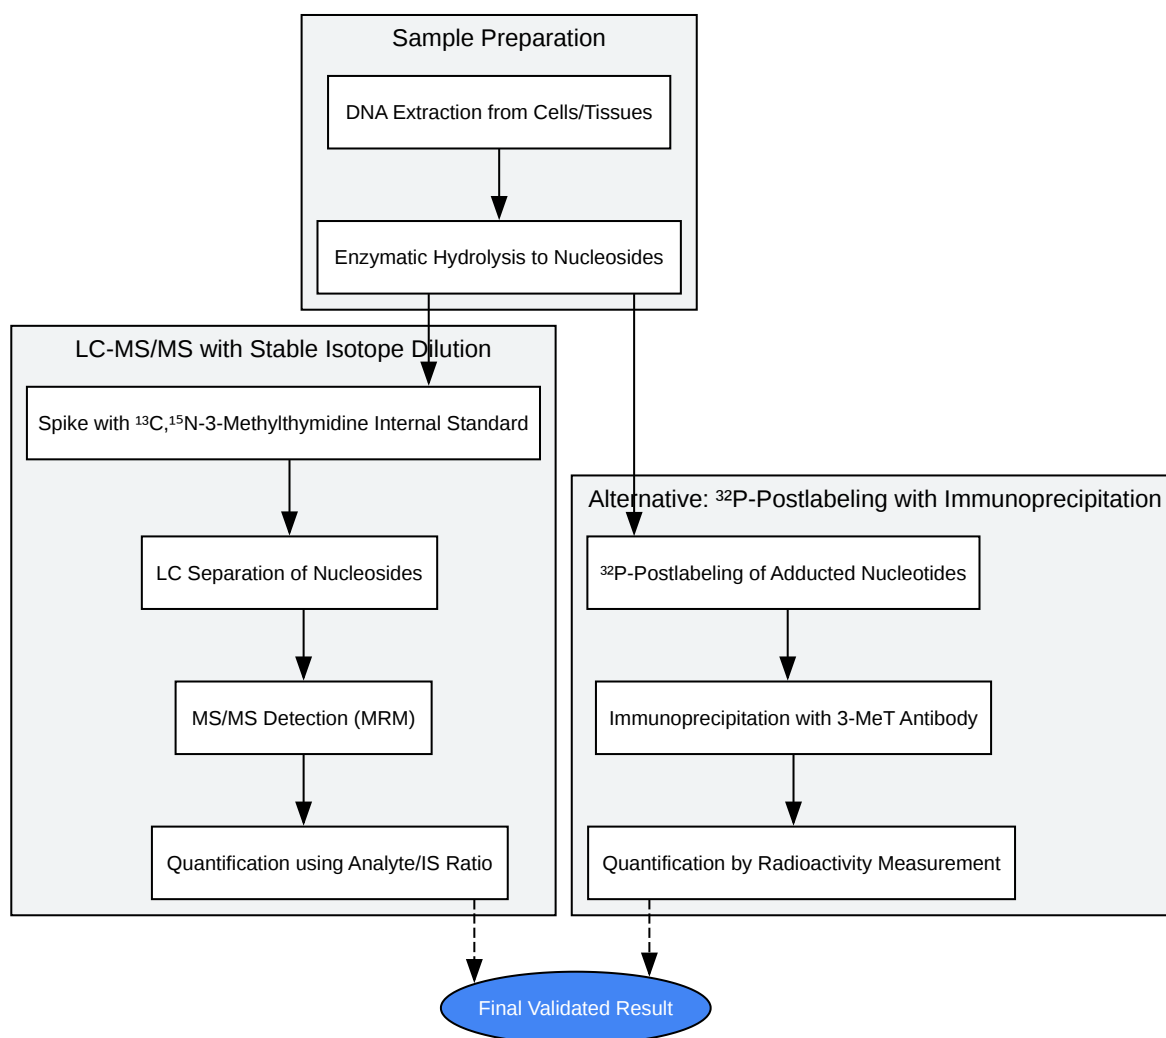 Sample Preparation
DNA Extraction from Cells/Tissues
Enzymatic Hydrolysis to Nucleosides
LC-MS/MS with Stable Isotope Dilution
Spike with ¹³C,¹⁵N-3-Methylthymidine Internal Standard
LC Separation of Nucleosides
MS/MS Detection (MRM)
Quantification using Analyte/IS Ratio
Alternative: ³²P-Postlabeling with Immunoprecipitation
³²P-Postlabeling of Adducted Nucleotides
Immunoprecipitation with 3-MeT Antibody
Quantification by Radioactivity Measurement
Final Validated Result